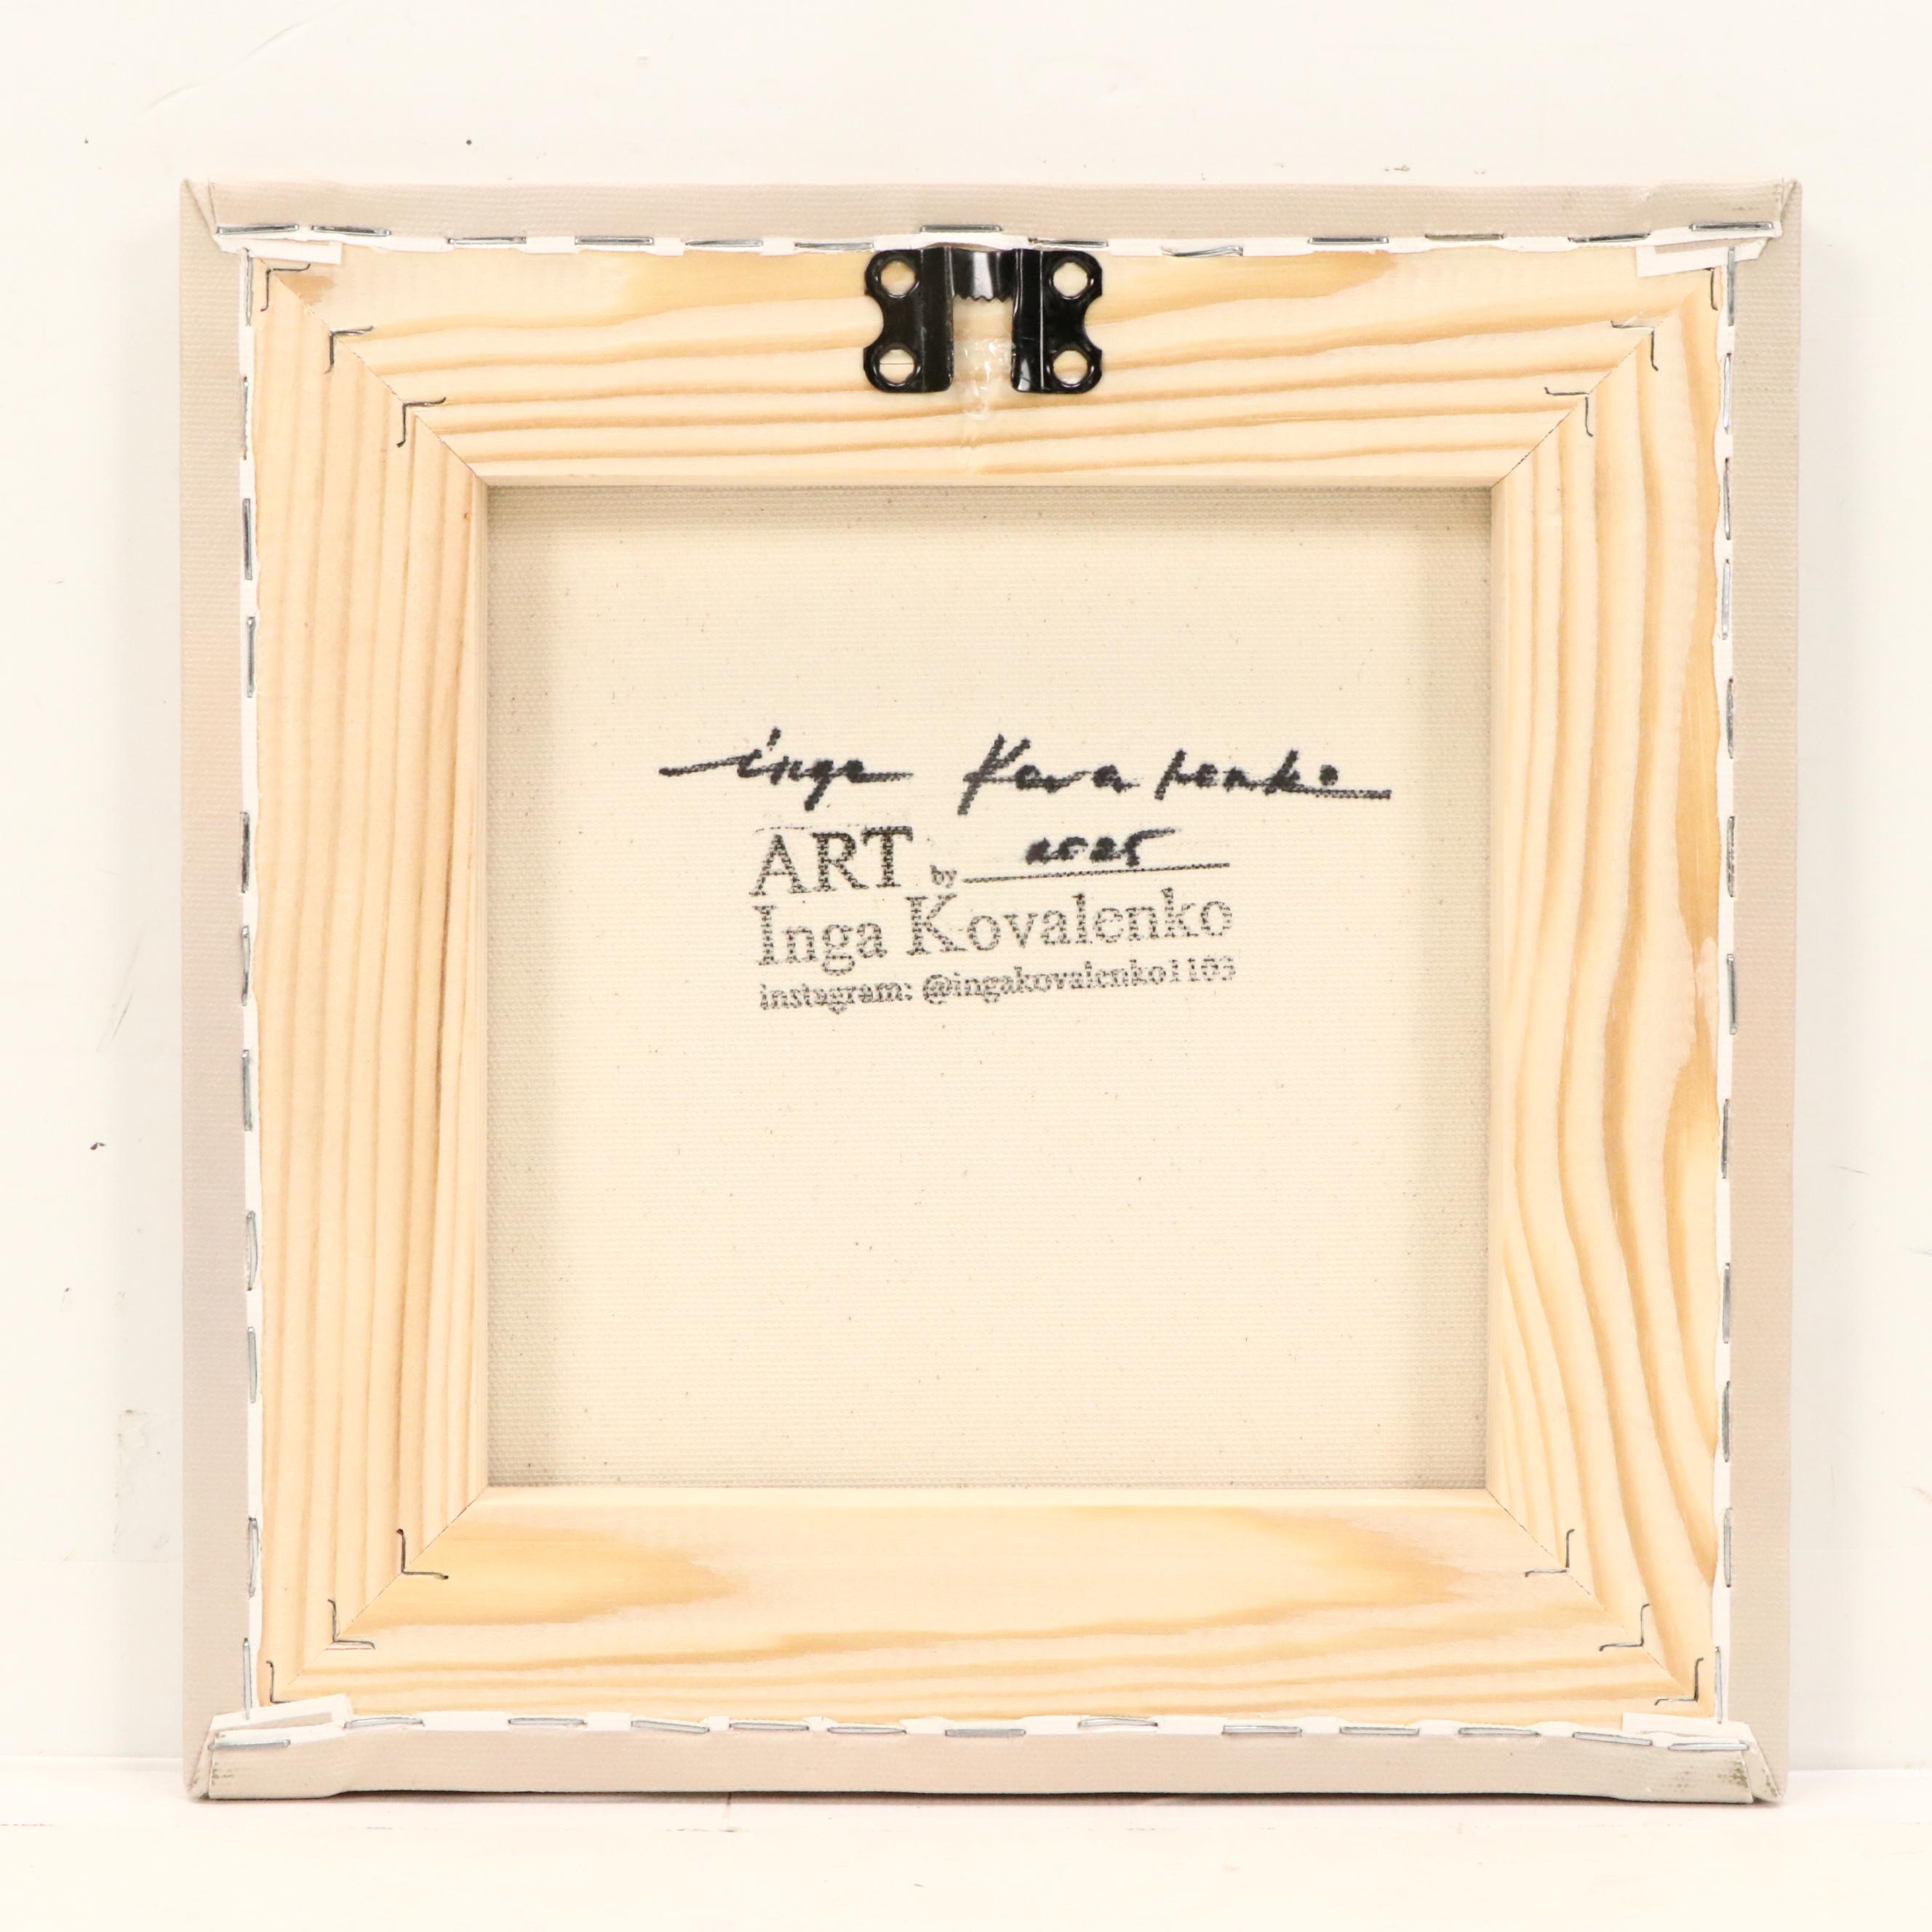 Inga Kovalenko
ART by 2025
Inga Kovalenko
instagram: @ingakovalenko1103